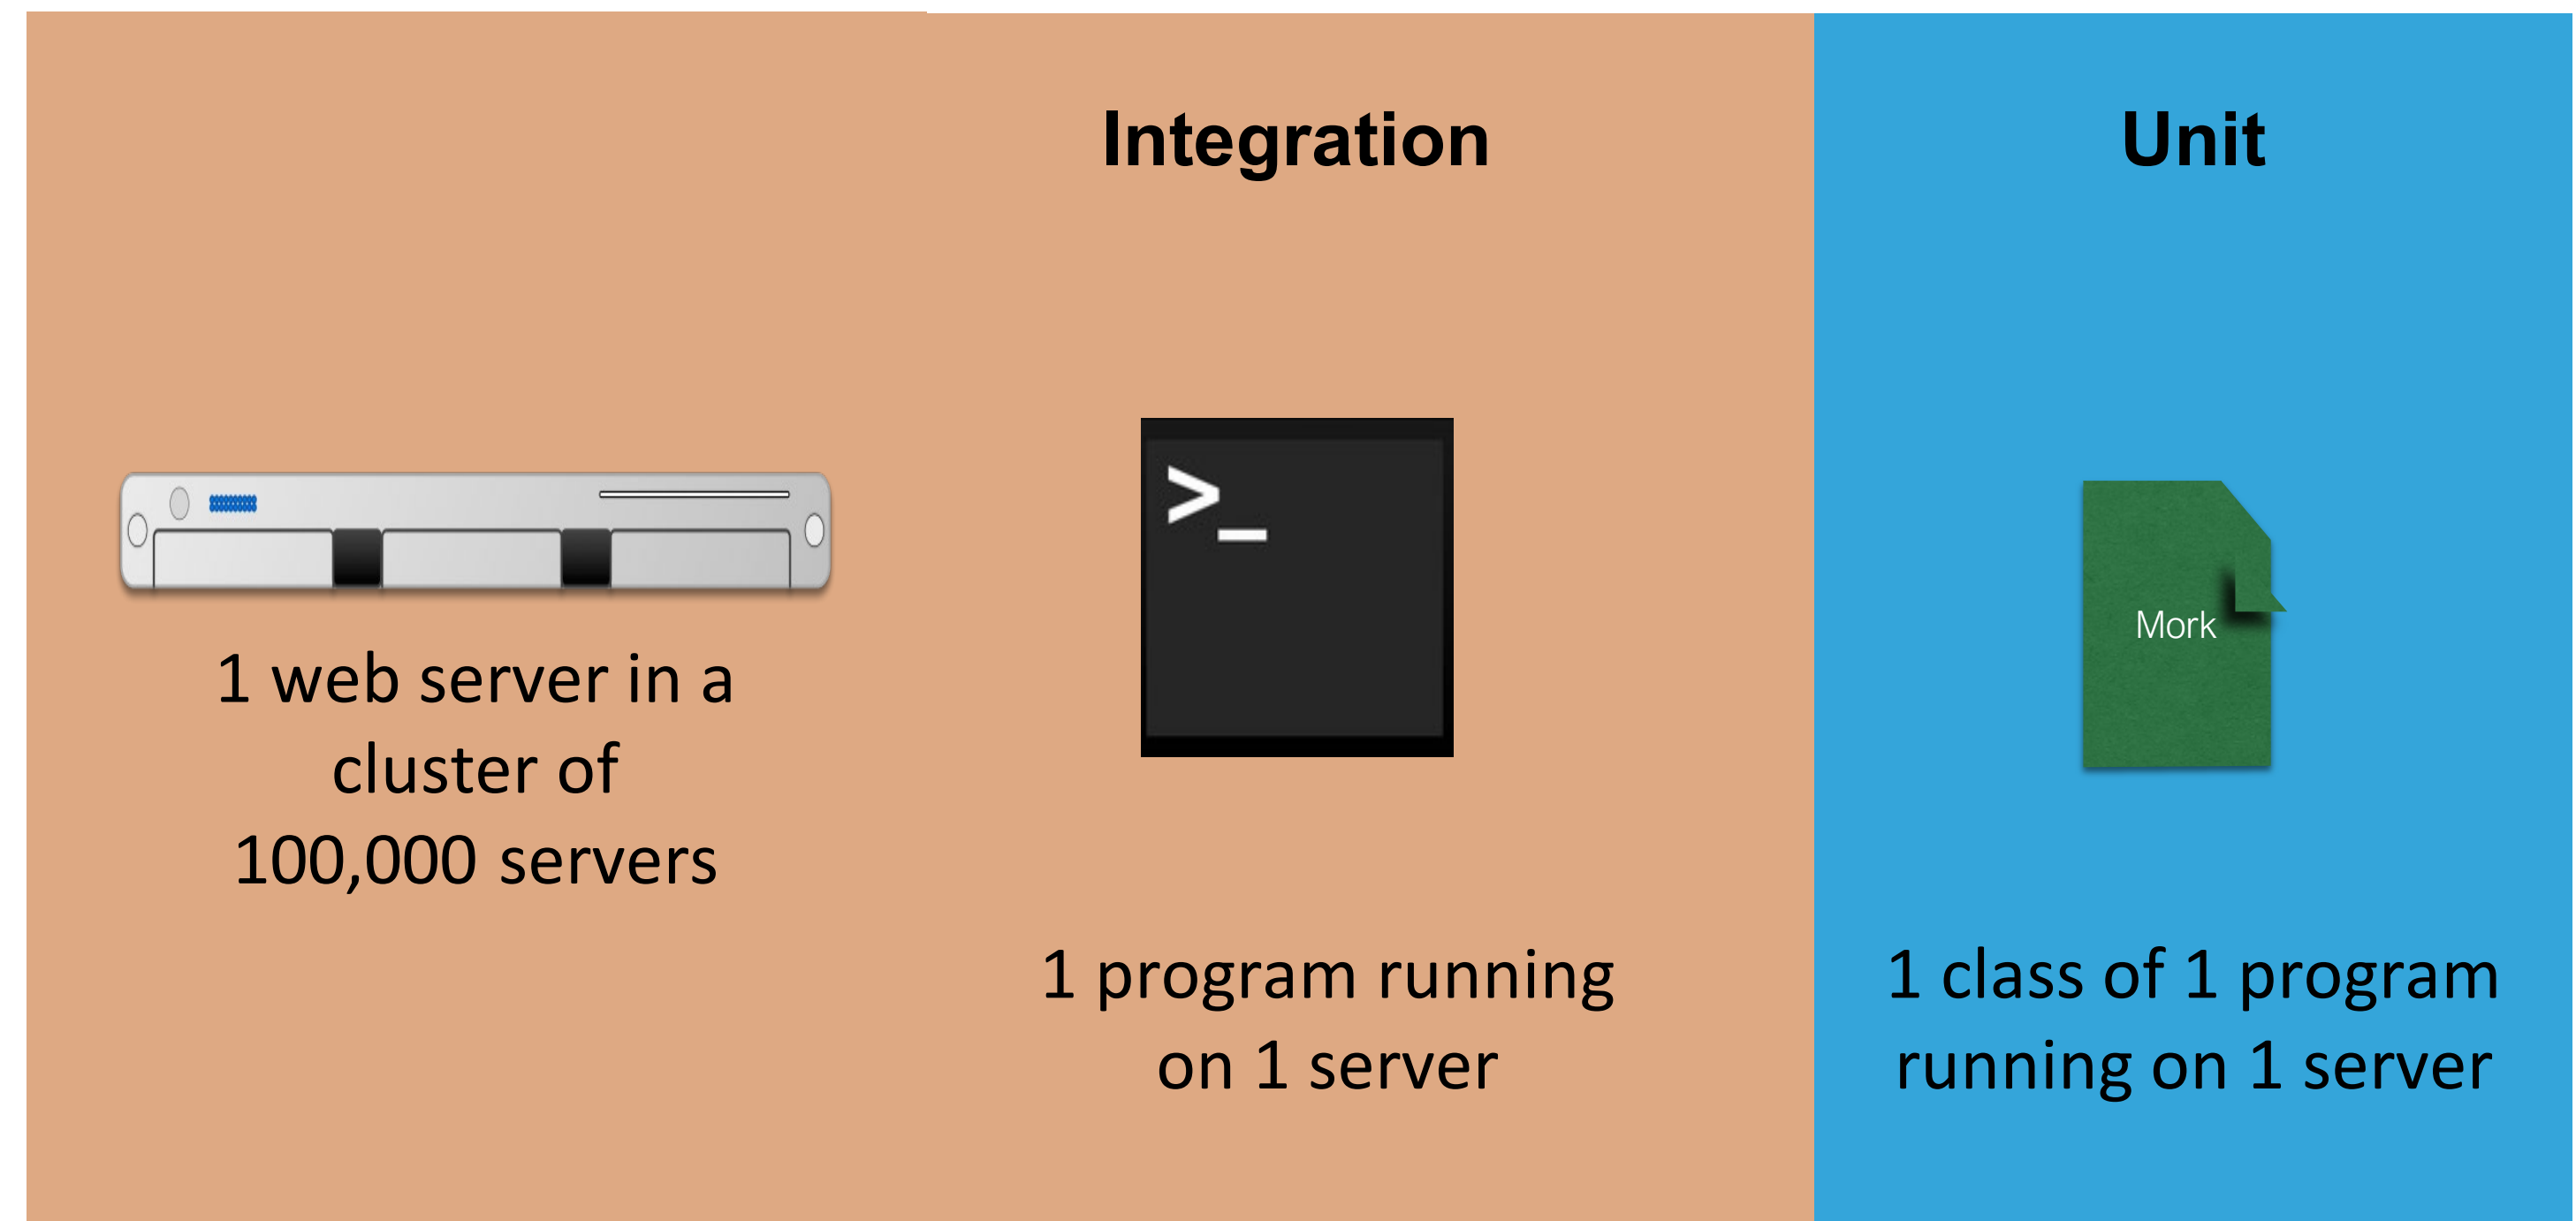 Integration
Unit
>_
1 web server in a
cluster of
100,000 servers
Mork
1 program running
on 1 server
1 class of 1 program
running on 1 server